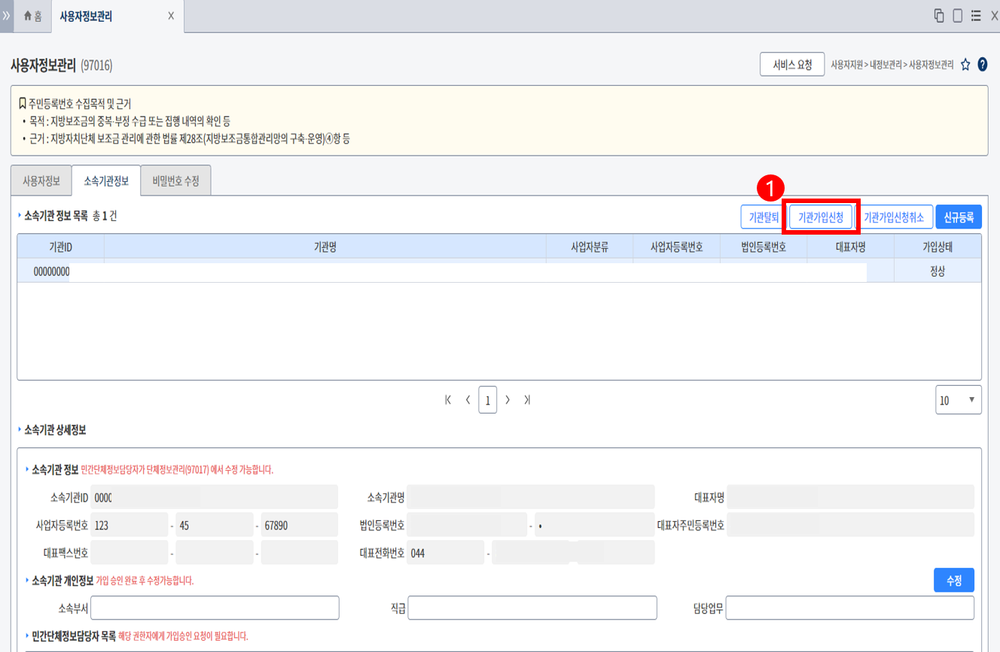 홈 사용자정보관리 X
사용자정보관리 (97016) 서비스 요청 사용자지원 > 내정보관리 > 사용자정보관리 ?
주민등록번호 수집목적 및 근거
• 목적 : 지방보조금의 중복·부정 수급 또는 집행 내역의 확인 등
• 근거 : 지방자치단체 보조금 관리에 관한 법률 제28조(지방보조금통합관리망의 구축·운영)④항 등
사용자정보 소속기관정보 비밀번호 수정
1
소속기관 정보 목록 총 1 건 기관탈퇴 기관가입신청 기관가입신청취소 신규등록
기관ID 기관명 사업자분류 사업자등록번호 법인등록번호 대표자명 가입상태
00000000 정상
1 10
소속기관 상세정보
소속기관 정보 민간단체정보담당자가 단체정보관리(97017) 에서 수정 가능합니다.
소속기관ID 0000 소속기관명 대표자명
사업자등록번호 123 - 45 - 67890 법인등록번호 - • 대표자주민등록번호
대표팩스번호 - - 대표전화번호 044 -
소속기관 개인정보 가입 승인 완료 후 수정가능합니다. 수정
소속부서 직급 담당업무
민간단체정보담당자 목록 해당 권한자에게 가입승인 요청이 필요합니다.